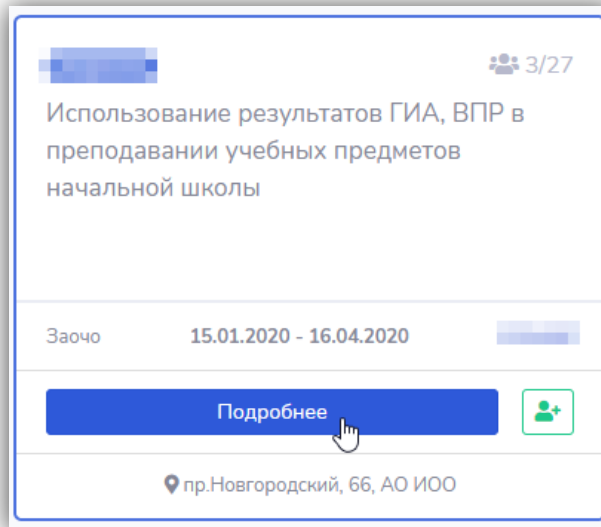 3/27
Использование результатов ГИА, ВПР в
преподавании учебных предметов
начальной школы
Заочо 15.01.2020 - 16.04.2020
Подробнее
пр.Новгородский, 66, АО ИОО